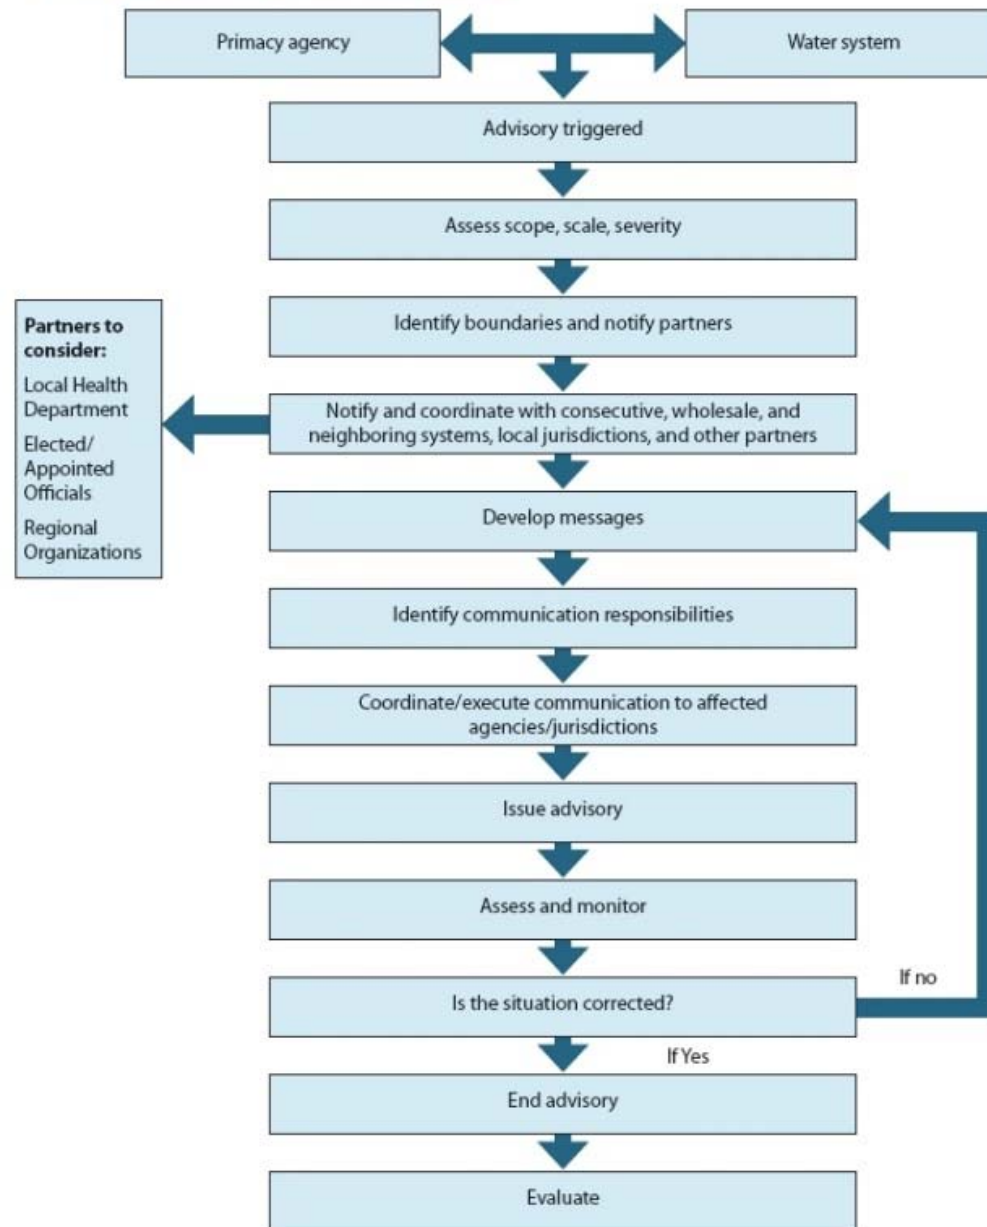 Primacy agency
Water system
Advisory triggered
Assess scope, scale, severity
Identify boundaries and notify partners
Partners to
consider:
Local Health
Department
Elected/
Appointed
Officials
Regional
Organizations
Notify and coordinate with consecutive, wholesale, and
neighboring systems, local jurisdictions, and other partners
Develop messages
Identify communication responsibilities
Coordinate/execute communication to affected
agencies/jurisdictions
Issue advisory
Assess and monitor
Is the situation corrected?
If no
If Yes
End advisory
Evaluate